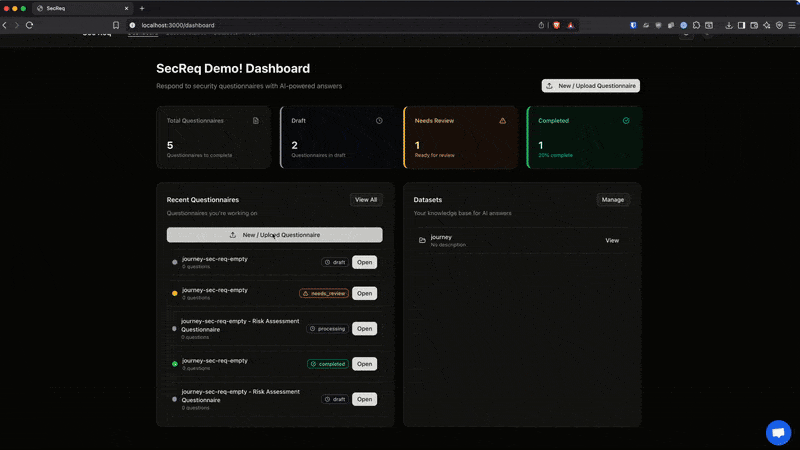 SecReq
localhost:3000/dashboard
SecReq Demo! Dashboard
Respond to security questionnaires with AI-powered answers
New / Upload Questionnaire
Total Questionnaires
5
Questionnaires to complete
Draft
2
Questionnaires in draft
Needs Review
1
Ready for review
Completed
1
20% complete
Recent Questionnaires
View All
Questionnaires you're working on
New / Upload Questionnaire
journey-sec-req-empty
0 questions
draft
Open
journey-sec-req-empty
0 questions
needs_review
Open
journey-sec-req-empty - Risk Assessment
Questionnaire
0 questions
processing
Open
journey-sec-req-empty
completed
Open
journey-sec-req-empty - Risk Assessment
Questionnaire
0 questions
draft
Open
Datasets
Manage
Your knowledge base for AI answers
journey
No description
View